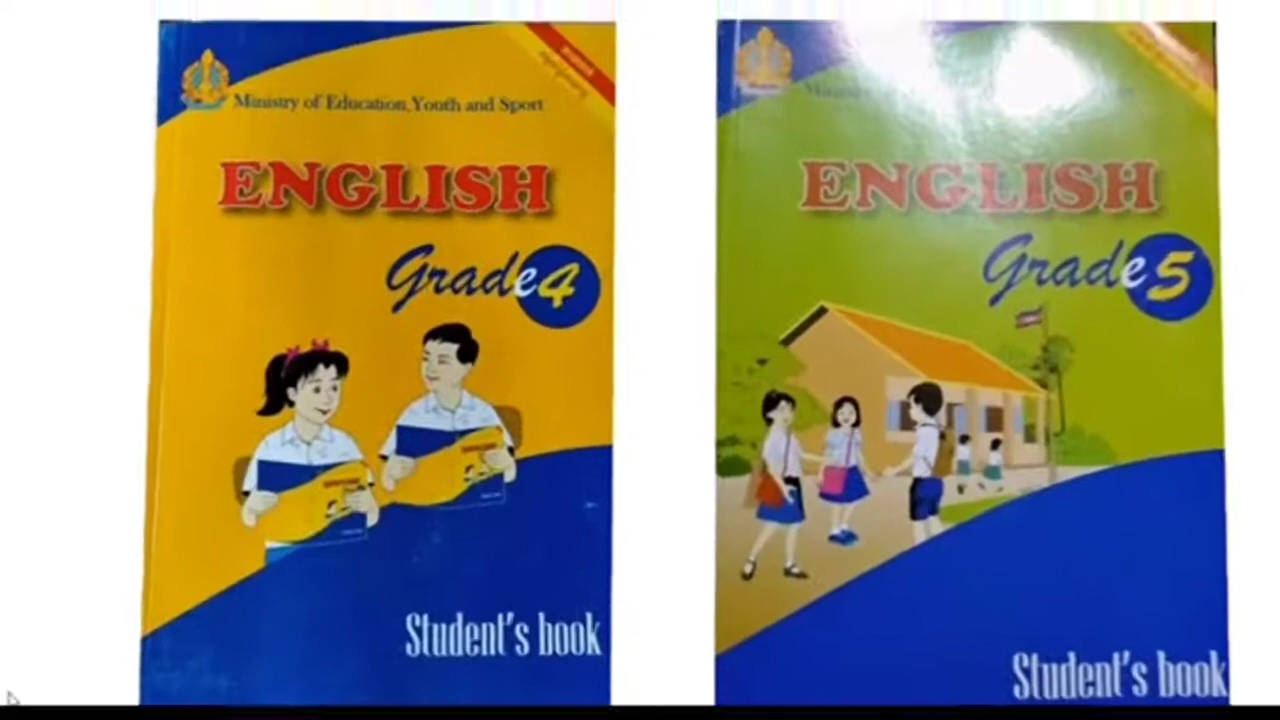 Ministry of Education, Youth and Sport
ENGLISH
Grade 4
Student's book
ENGLISH
Grade 5
Student's book